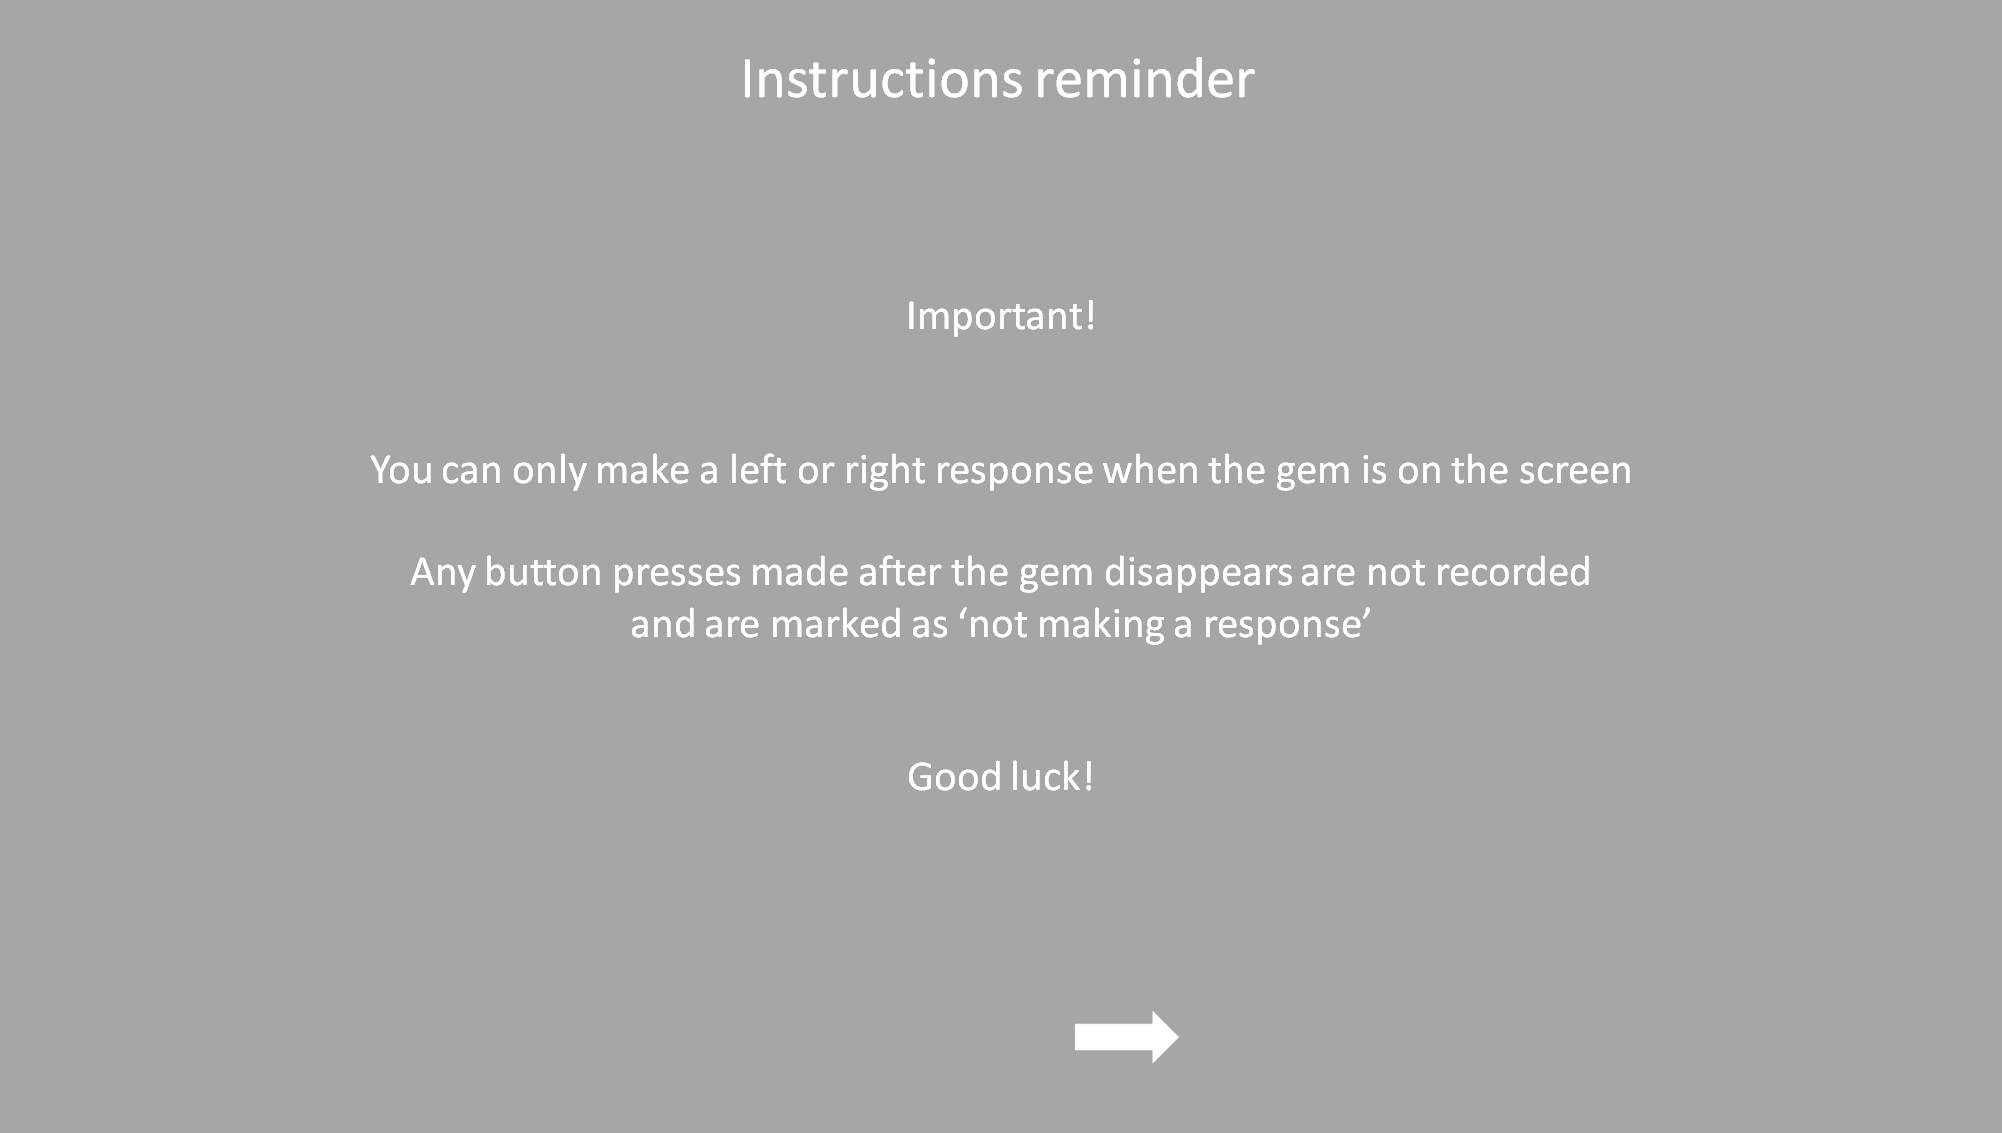 Instructions reminder
Important!
You can only make a left or right response when the gem is on the screen
Any button presses made after the gem disappears are not recorded
and are marked as ‘not making a response’
Good luck!